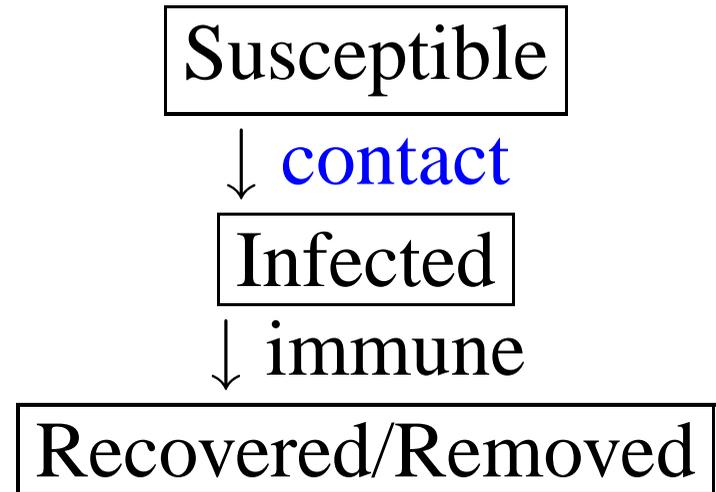 Susceptible
↓ contact
Infected
↓ immune
Recovered/Removed